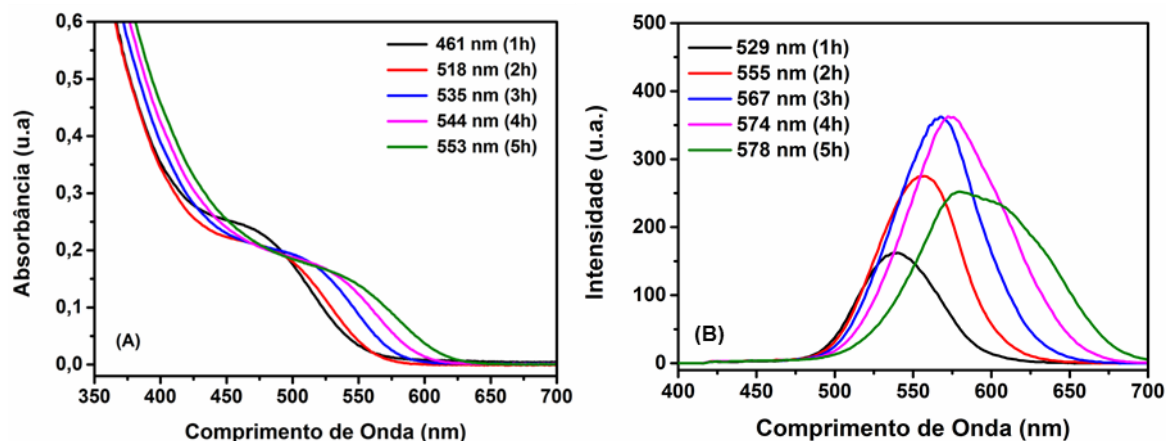 0,6
0,5
0,4
0,3
0,2
0,1
0,0
Absorbância (u.a)
461 nm (1h)
518 nm (2h)
535 nm (3h)
544 nm (4h)
553 nm (5h)
(A)
350 400 450 500 550 600 650 700
Comprimento de Onda (nm)
500
400
300
200
100
0
Intensidade (u.a.)
529 nm (1h)
555 nm (2h)
567 nm (3h)
574 nm (4h)
578 nm (5h)
(B)
400 450 500 550 600 650 700
Comprimento de Onda (nm)